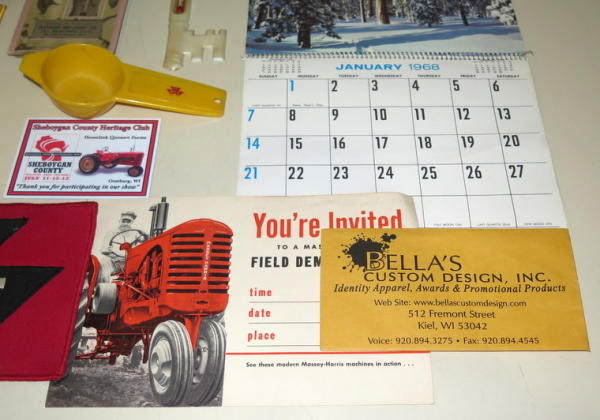 JANUARY 1968
SUNDAY MONDAY TUESDAY WEDNESDAY THURSDAY FRIDAY SATURDAY
1 2 3 4 5 6
7 8 9 10 11 12 13
14 15 16 17 18 19 20
21 22 23 24 25 26 27
Sheboygan County Heritage Club
SHEBOYGAN
COUNTY
"Thank you for participating in our show"
You're Invited
TO A MAS
FIELD DEM
time
date
place
See these modern Massey-Harris machines in action . . .
BELLA'S
CUSTOM DESIGN, INC.
Identity Apparel, Awards & Promotional Products
Web Site: www.bellascustomdesign.com
512 Fremont Street
Kiel, WI 53042
Voice: 920.894.3275 • Fax: 920.894.4545